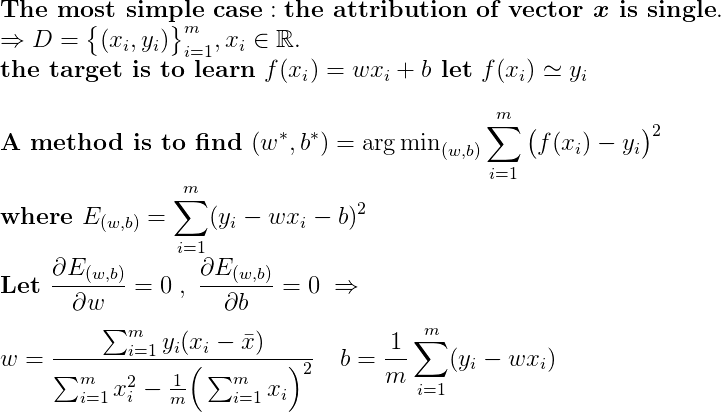 The most simple case : the attribution of vector x is single.
⇒ D = {(x_i, y_i)}_{i=1}^{m}, x_i ∈ ℝ.
the target is to learn f(x_i) = wx_i + b let f(x_i) ≃ y_i
A method is to find (w^*, b^*) = arg min_{(w,b)} ∑_{i=1}^{m} (f(x_i) − y_i)^2
where E_{(w,b)} = ∑_{i=1}^{m} (y_i − wx_i − b)^2
Let ∂E_{(w,b)}/∂w = 0 , ∂E_{(w,b)}/∂b = 0 ⇒
w = \frac{∑_{i=1}^{m} y_i(x_i − x̄)}{∑_{i=1}^{m} x_i^2 − \frac{1}{m}(∑_{i=1}^{m} x_i)^2} b = \frac{1}{m} ∑_{i=1}^{m} (y_i − wx_i)